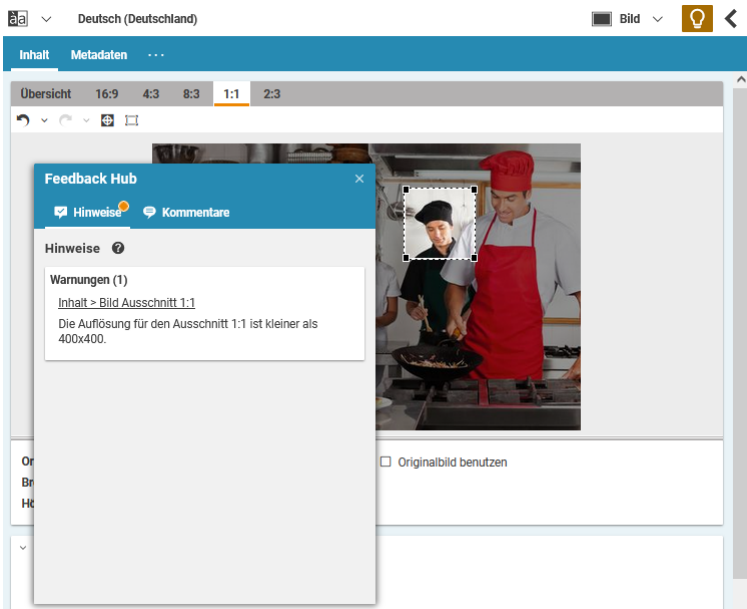 àa
Deutsch (Deutschland)
Bild
Inhalt
Metadaten
...
Übersicht
16:9
4:3
8:3
1:1
2:3
Feedback Hub
Hinweise
Kommentare
Hinweise
Warnungen (1)
Inhalt > Bild Ausschnitt 1:1
Die Auflösung für den Ausschnitt 1:1 ist kleiner als
400x400.
Originalbild benutzen